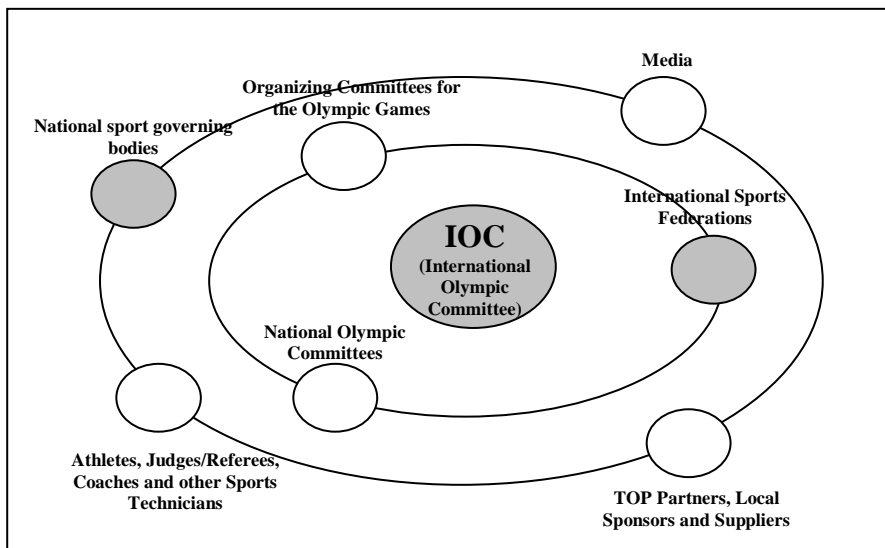 Media
Organizing Committees for
the Olympic Games
National sport governing
bodies
International Sports
Federations
IOC
(International
Olympic
Committee)
National Olympic
Committees
Athletes, Judges/Referees,
Coaches and other Sports
Technicians
TOP Partners, Local
Sponsors and Suppliers